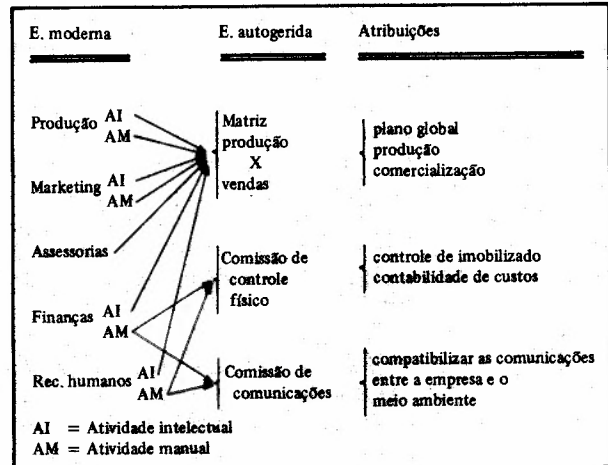 E. moderna E. autogerida Atribuições
Produção AI
AM
Marketing AI
AM
Assessorias
Finanças AI
AM
Rec. humanos AI
AM
Matriz
produção
X
vendas
Comissão de
controle
físico
Comissão de
comunicações
plano global
produção
comercialização
controle de imobilizado
contabilidade de custos
compatibilizar as comunicações
entre a empresa e o
meio ambiente
AI = Atividade intelectual
AM = Atividade manual